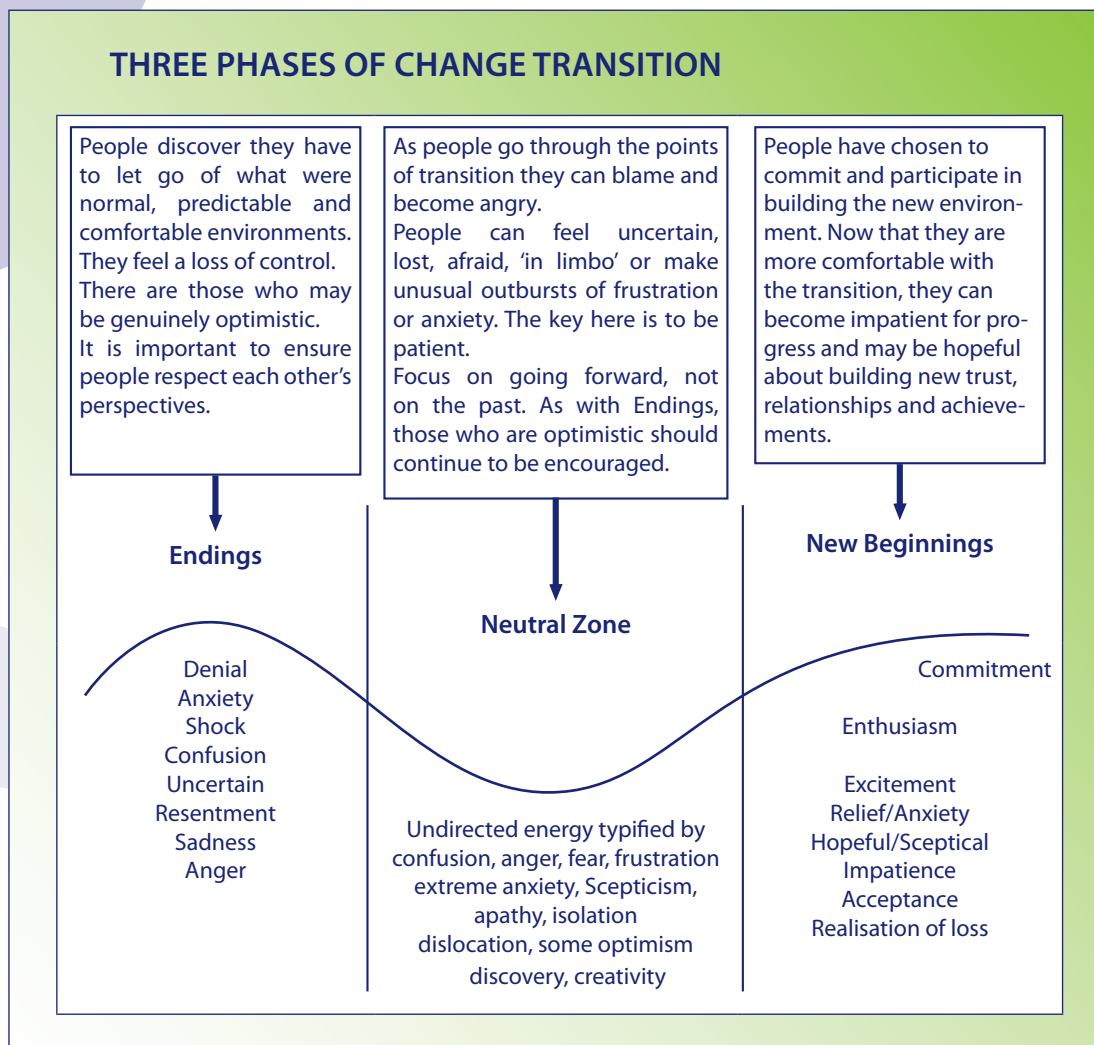 THREE PHASES OF CHANGE TRANSITION
People discover they have
to let go of what were
normal, predictable and
comfortable environments.
They feel a loss of control.
There are those who may
be genuinely optimistic.
It is important to ensure
people respect each other's
perspectives.
As people go through the points
of transition they can blame and
become angry.
People can feel uncertain,
lost, afraid, 'in limbo' or make
unusual outbursts of frustration
or anxiety. The key here is to be
patient.
Focus on going forward, not
on the past. As with Endings,
those who are optimistic should
continue to be encouraged.
People have chosen to
commit and participate in
building the new environ-
ment. Now that they are
more comfortable with
the transition, they can
become impatient for pro-
gress and may be hopeful
about building new trust,
relationships and achieve-
ments.
Endings
Neutral Zone
New Beginnings
Denial
Anxiety
Shock
Confusion
Uncertain
Resentment
Sadness
Anger
Undirected energy typified by
confusion, anger, fear, frustration
extreme anxiety, Scepticism,
apathy, isolation
dislocation, some optimism
discovery, creativity
Commitment
Enthusiasm
Excitement
Relief/Anxiety
Hopeful/Sceptical
Impatience
Acceptance
Realisation of loss